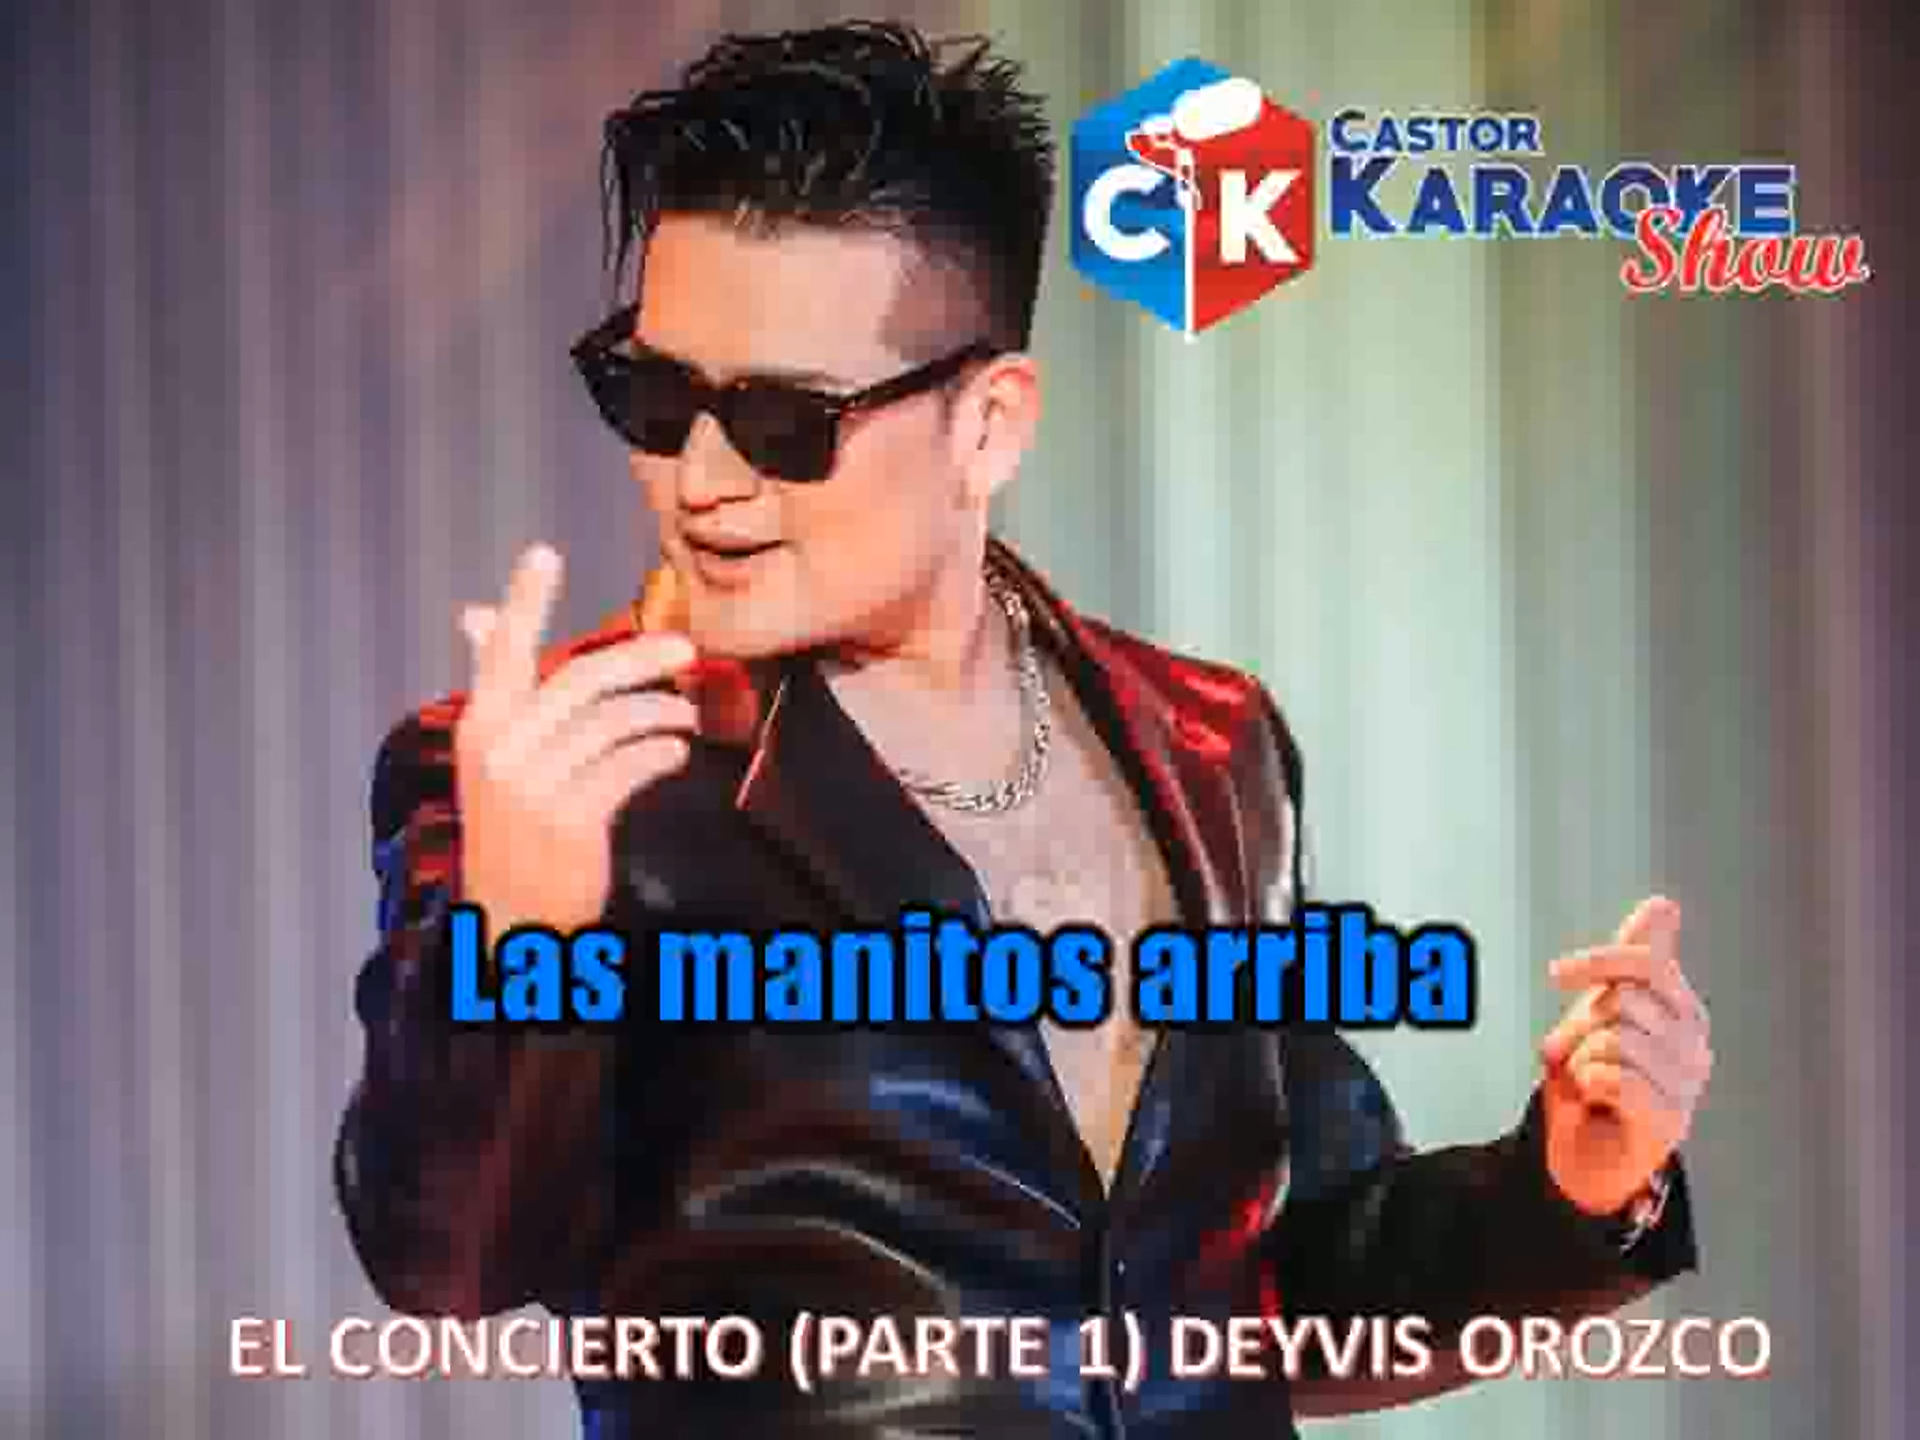 CASTOR
KARAOKE
Show
CK
Las manitos arriba
EL CONCIERTO (PARTE 1) DEYVIS OROZCO